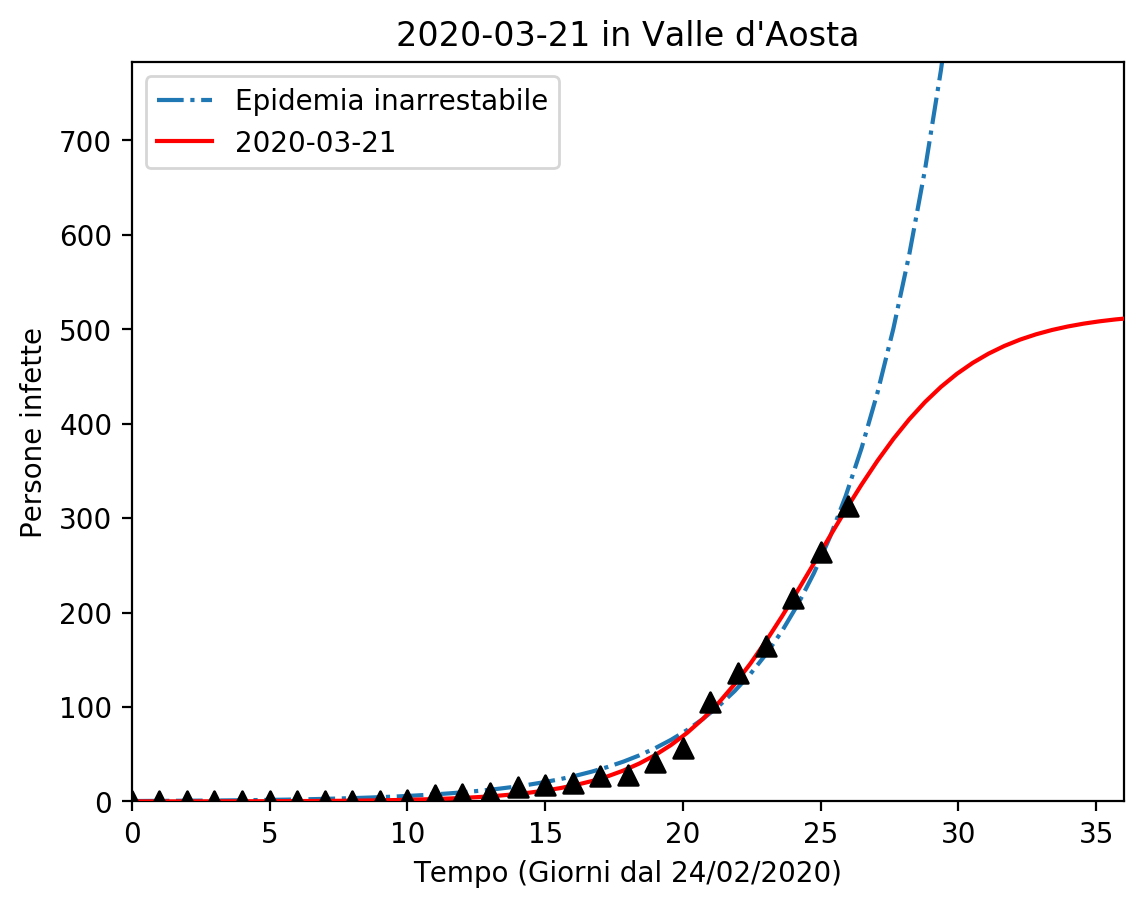 2020-03-21 in Valle d'Aosta
Epidemia inarrestabile
2020-03-21
700
600
500
400
300
200
100
0
Persone infette
0 5 10 15 20 25 30 35
Tempo (Giorni dal 24/02/2020)